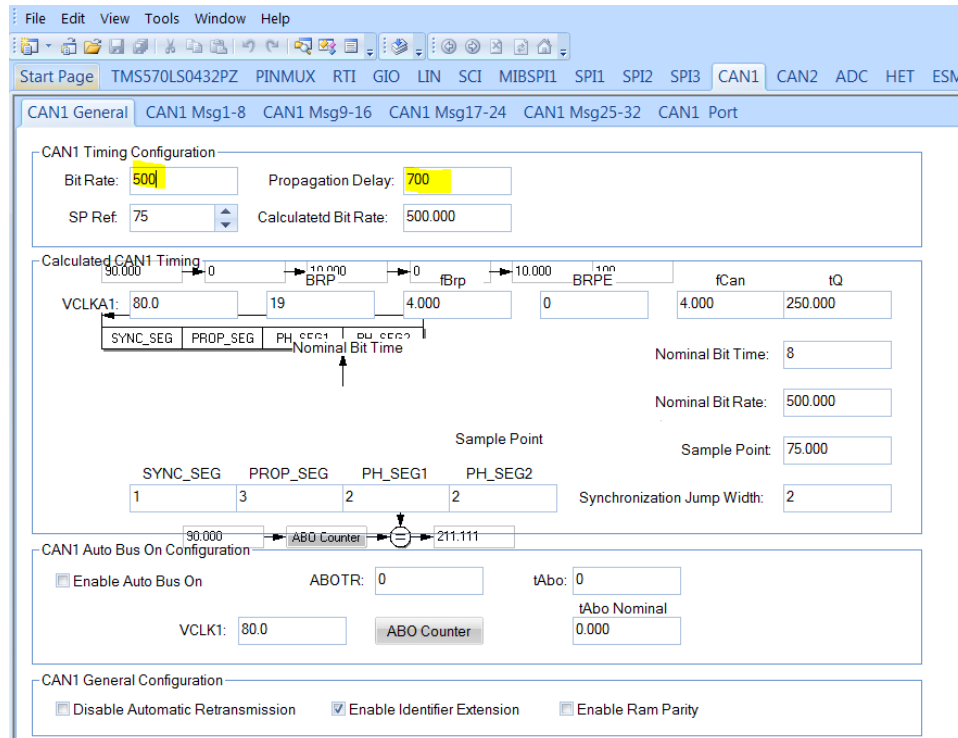 File Edit View Tools Window Help
Start Page TMS570LS0432PZ PINMUX RTI GIO LIN SCI MIBSPI1 SPI1 SPI2 SPI3 CAN1 CAN2 ADC HET ESM
CAN1 General CAN1 Msg1-8 CAN1 Msg9-16 CAN1 Msg17-24 CAN1 Msg25-32 CAN1 Port
CAN1 Timing Configuration
Bit Rate: 500 Propagation Delay: 700
SP Ref: 75 Calculatetd Bit Rate: 500.000
Calculated CAN1 Timing
90.000 0 10.000 0 10.000 100
BRP fBrp BRPE fCan tQ
VCLKA1: 80.0 19 4.000 0 4.000 250.000
SYNC_SEG PROP_SEG PH_SEG1 PH_SEG2
Nominal Bit Time
Nominal Bit Time: 8
Nominal Bit Rate: 500.000
Sample Point
Sample Point: 75.000
SYNC_SEG PROP_SEG PH_SEG1 PH_SEG2
1 3 2 2 Synchronization Jump Width: 2
90.000 ABO Counter = 211.111
CAN1 Auto Bus On Configuration
Enable Auto Bus On ABOTR: 0 tAbo: 0
tAbo Nominal
VCLK1: 80.0 ABO Counter 0.000
CAN1 General Configuration
Disable Automatic Retransmission Enable Identifier Extension Enable Ram Parity